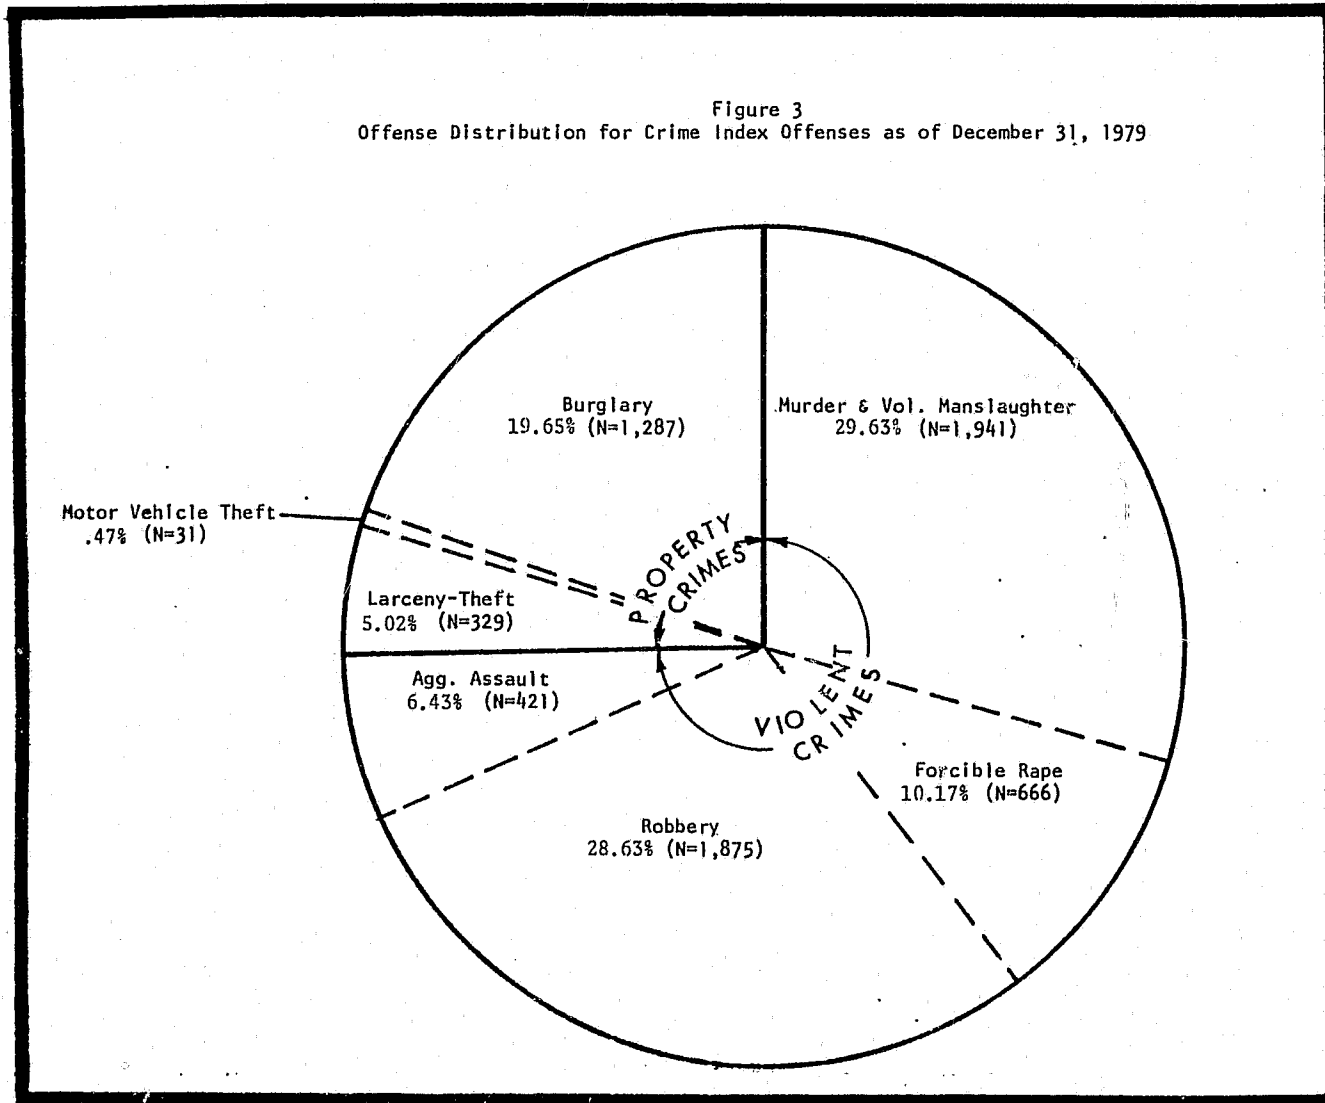 Figure 3
Offense Distribution for Crime Index Offenses as of December 31, 1979
Burglary
19.65% (N=1,287)
Murder & Vol. Manslaughter
29.63% (N=1,941)
Motor Vehicle Theft
.47% (N=31)
PROPERTY
CRIMES
Larceny-Theft
5.02% (N=329)
Agg. Assault
6.43% (N=421)
VIOLENT
CRIMES
Forcible Rape
10.17% (N=666)
Robbery
28.63% (N=1,875)